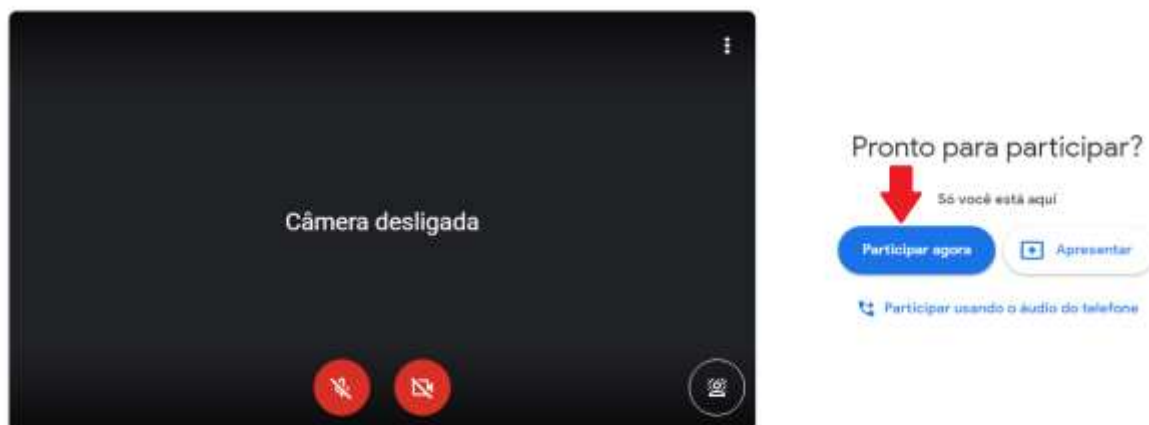 Câmera desligada
Pronto para participar?
Só você está aqui
Participar agora
Apresentar
Participar usando o áudio do telefone